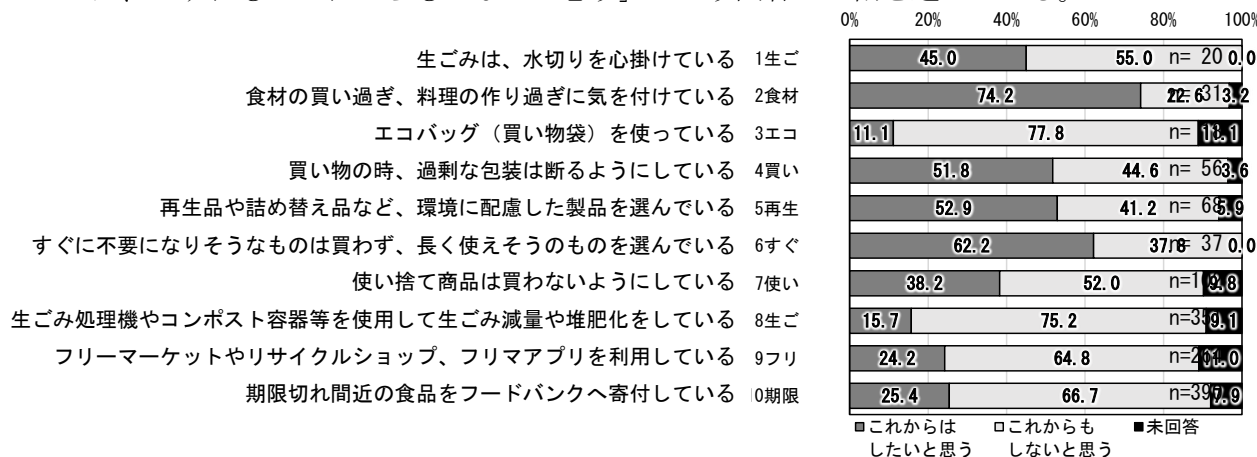 0% 20% 40% 60% 80% 100%
生ごみは、水切りを心掛けている 1生ご 45.0 55.0 n= 20 0.0
食材の買い過ぎ、料理の作り過ぎに気を付けている 2食材 74.2 22.6 31 3.2
エコバッグ（買い物袋）を使っている 3エコ 11.1 77.8 n= 11.1
買い物の時、過剰な包装は断るようにしている 4買い 51.8 44.6 n= 56 3.6
再生品や詰め替え品など、環境に配慮した製品を選んでいる 5再生 52.9 41.2 n= 68 5.9
すぐに不要になりそうなものは買わず、長く使えそうのものを選んでいる 6すぐ 62.2 37.8 n= 37 0.0
使い捨て商品は買わないようにしている 7使い 38.2 52.0 9.8
生ごみ処理機やコンポスト容器等を使用して生ごみ減量や堆肥化をしている 8生ご 15.7 75.2 9.1
フリーマーケットやリサイクルショップ、フリマアプリを利用している 9フリ 24.2 64.8 11.0
期限切れ間近の食品をフードバンクへ寄付している 0期限 25.4 66.7 7.9
これからは これからも 未回答
したいと思う しないと思う